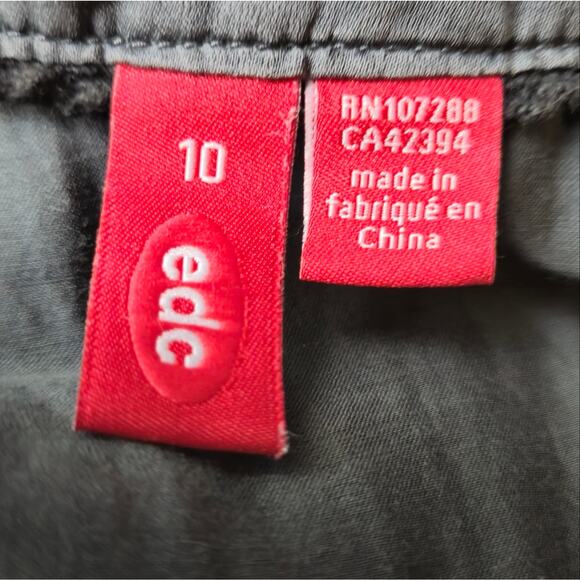 10
edc
RN107288
CA42394
made in
fabriqué en
China